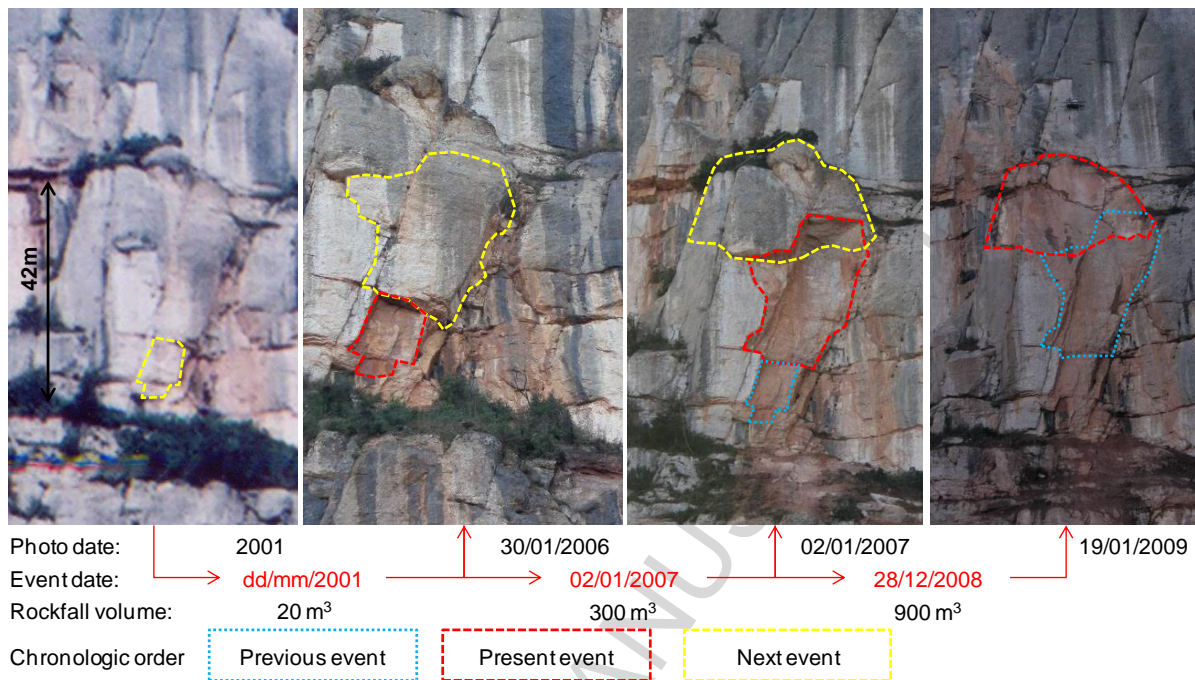 42m
Photo date: 2001 30/01/2006 02/01/2007 19/01/2009
Event date: dd/mm/2001 02/01/2007 28/12/2008
Rockfall volume: 20 m³ 300 m³ 900 m³
Chronologic order Previous event Present event Next event
ANUS